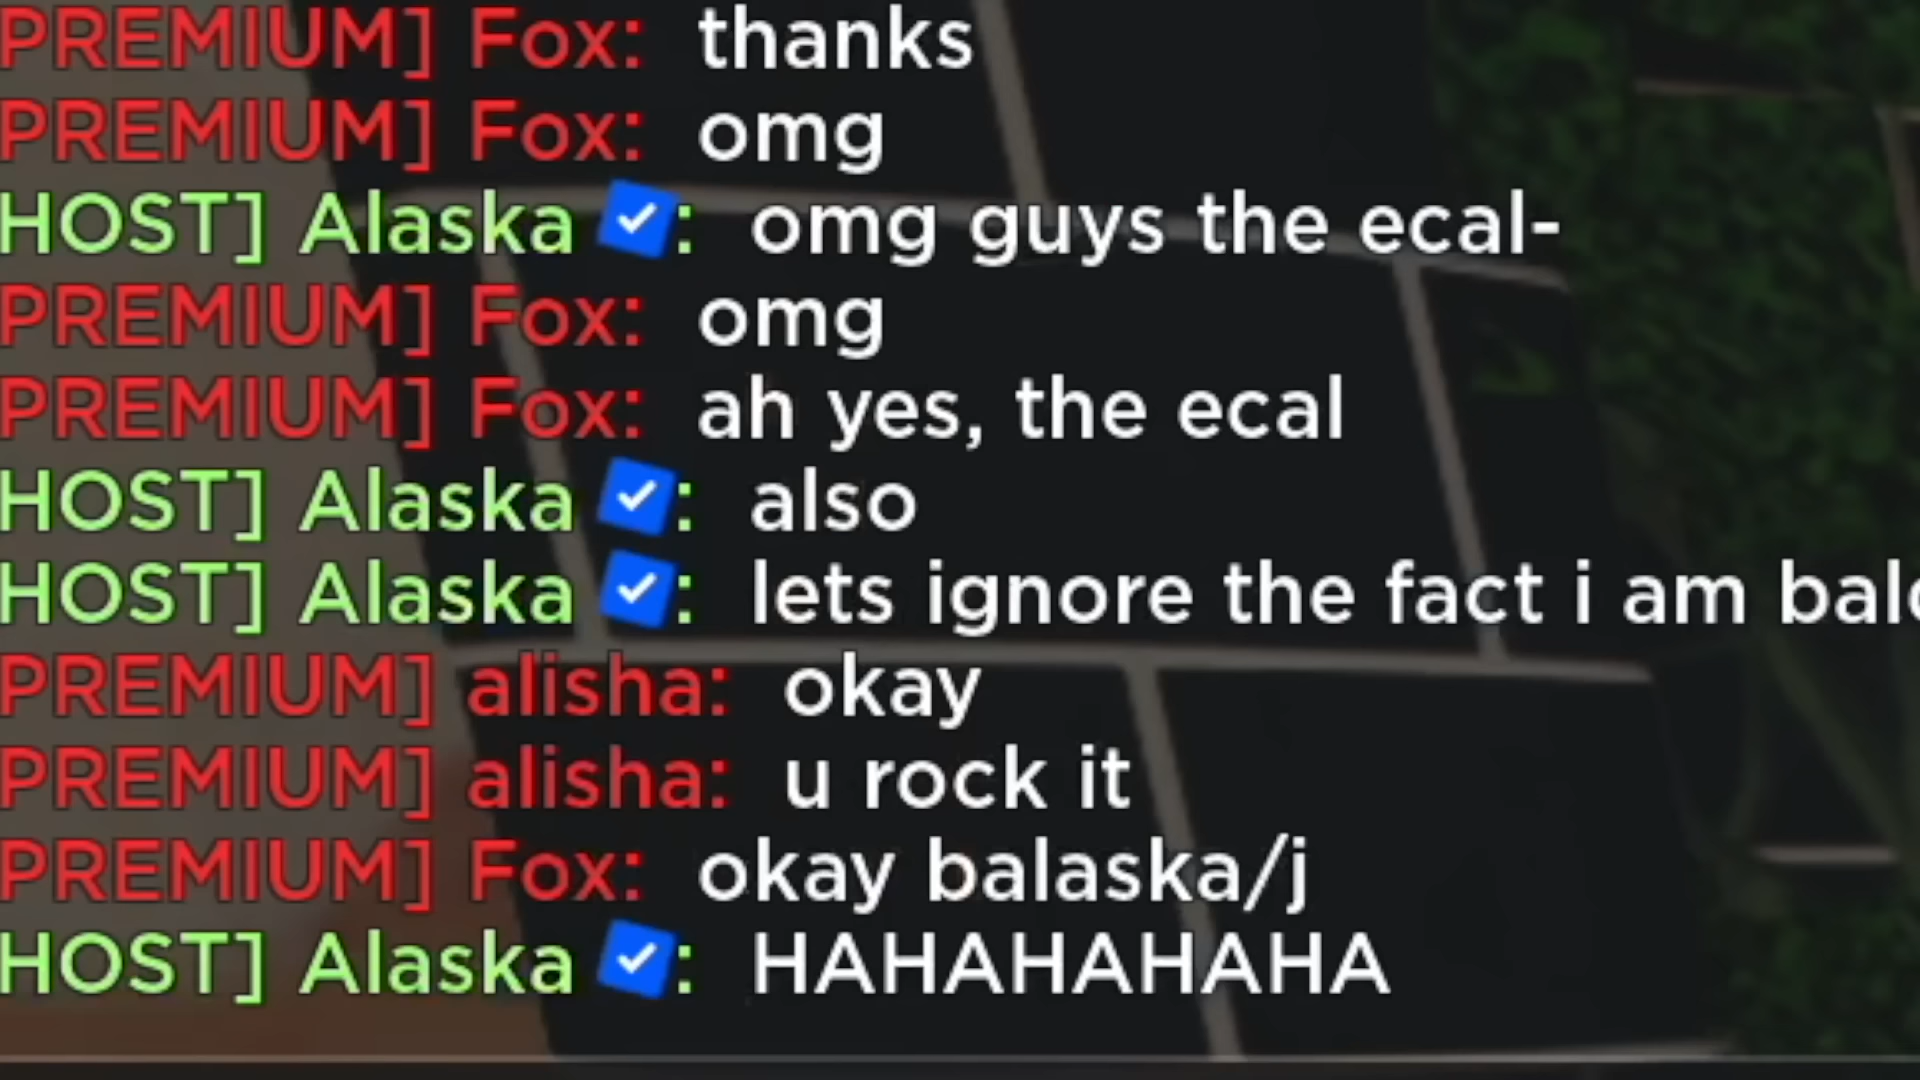 PREMIUM] Fox: thanks
PREMIUM] Fox: omg
HOST] Alaska: omg guys the ecal-
PREMIUM] Fox: omg
PREMIUM] Fox: ah yes, the ecal
HOST] Alaska: also
HOST] Alaska: lets ignore the fact i am bald
PREMIUM] alisha: okay
PREMIUM] alisha: u rock it
PREMIUM] Fox: okay balaska/j
HOST] Alaska: HAHAHAHAHA